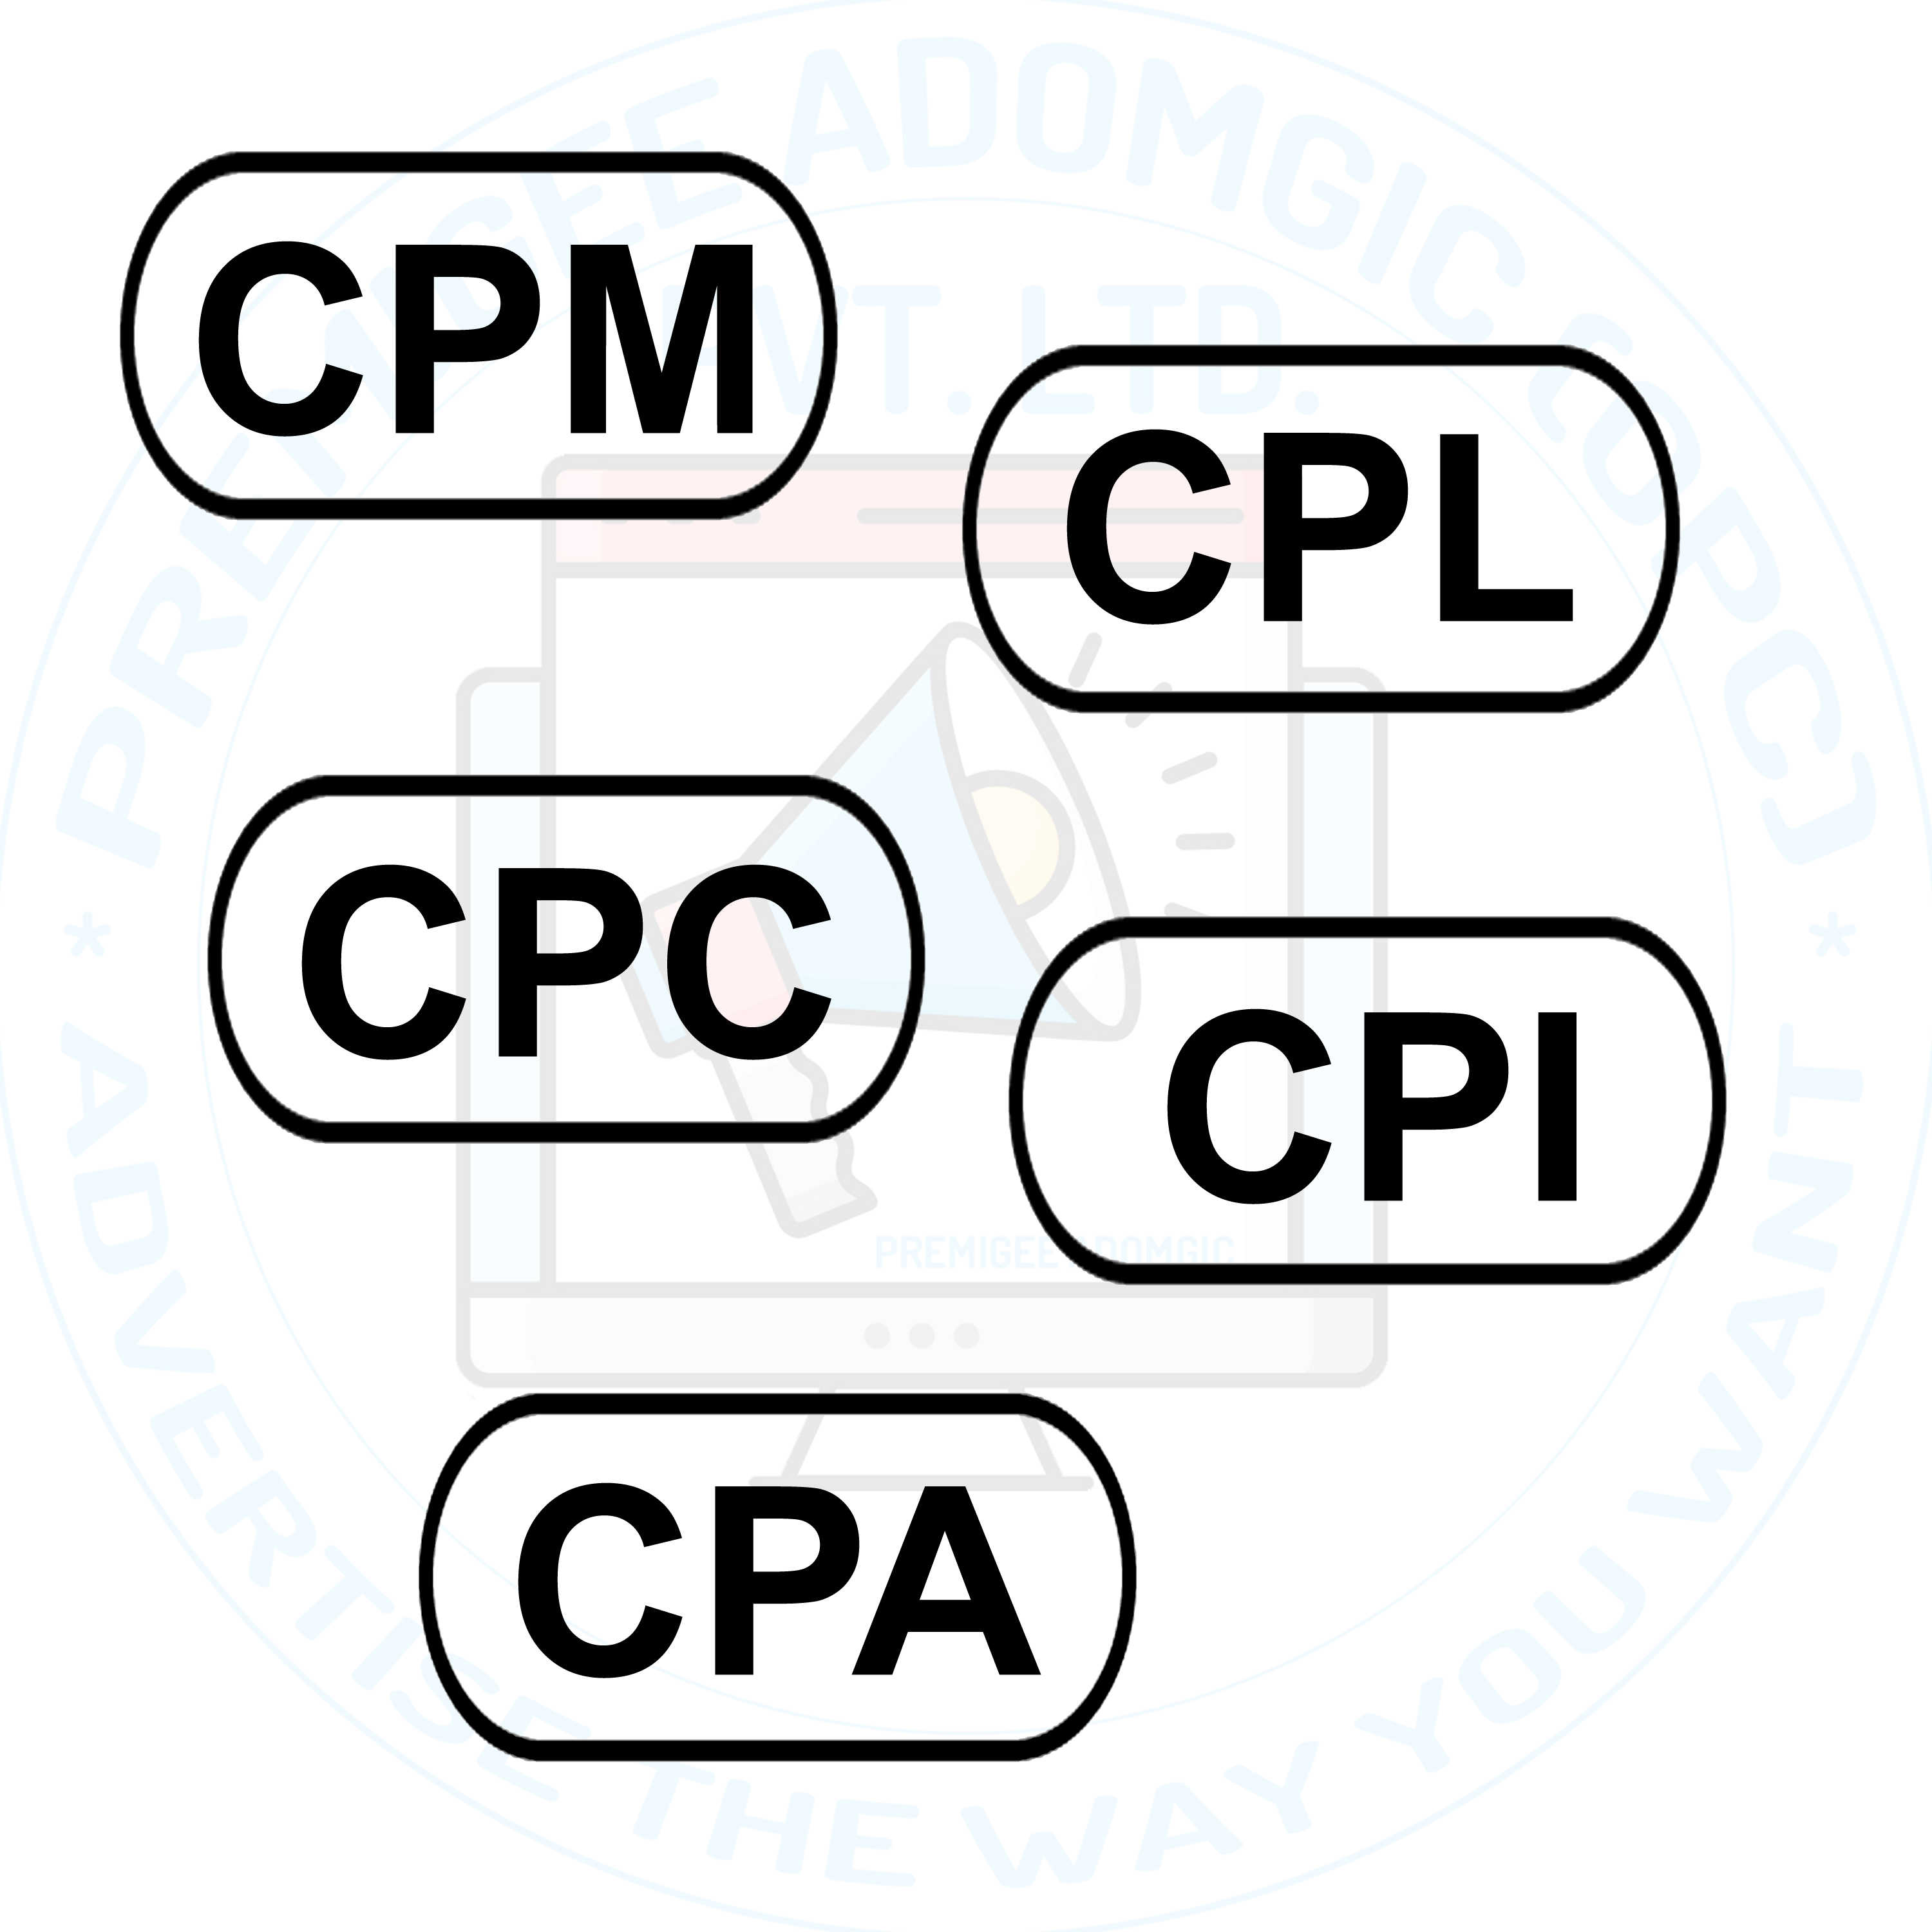 PREMIGEE ADOMGIC (OPC)
PVT. LTD.
CPM
CPL
CPC
CPI
PREMIGEE ADOMGIC
CPA
* ADVERTISE THE WAY YOU WANT *